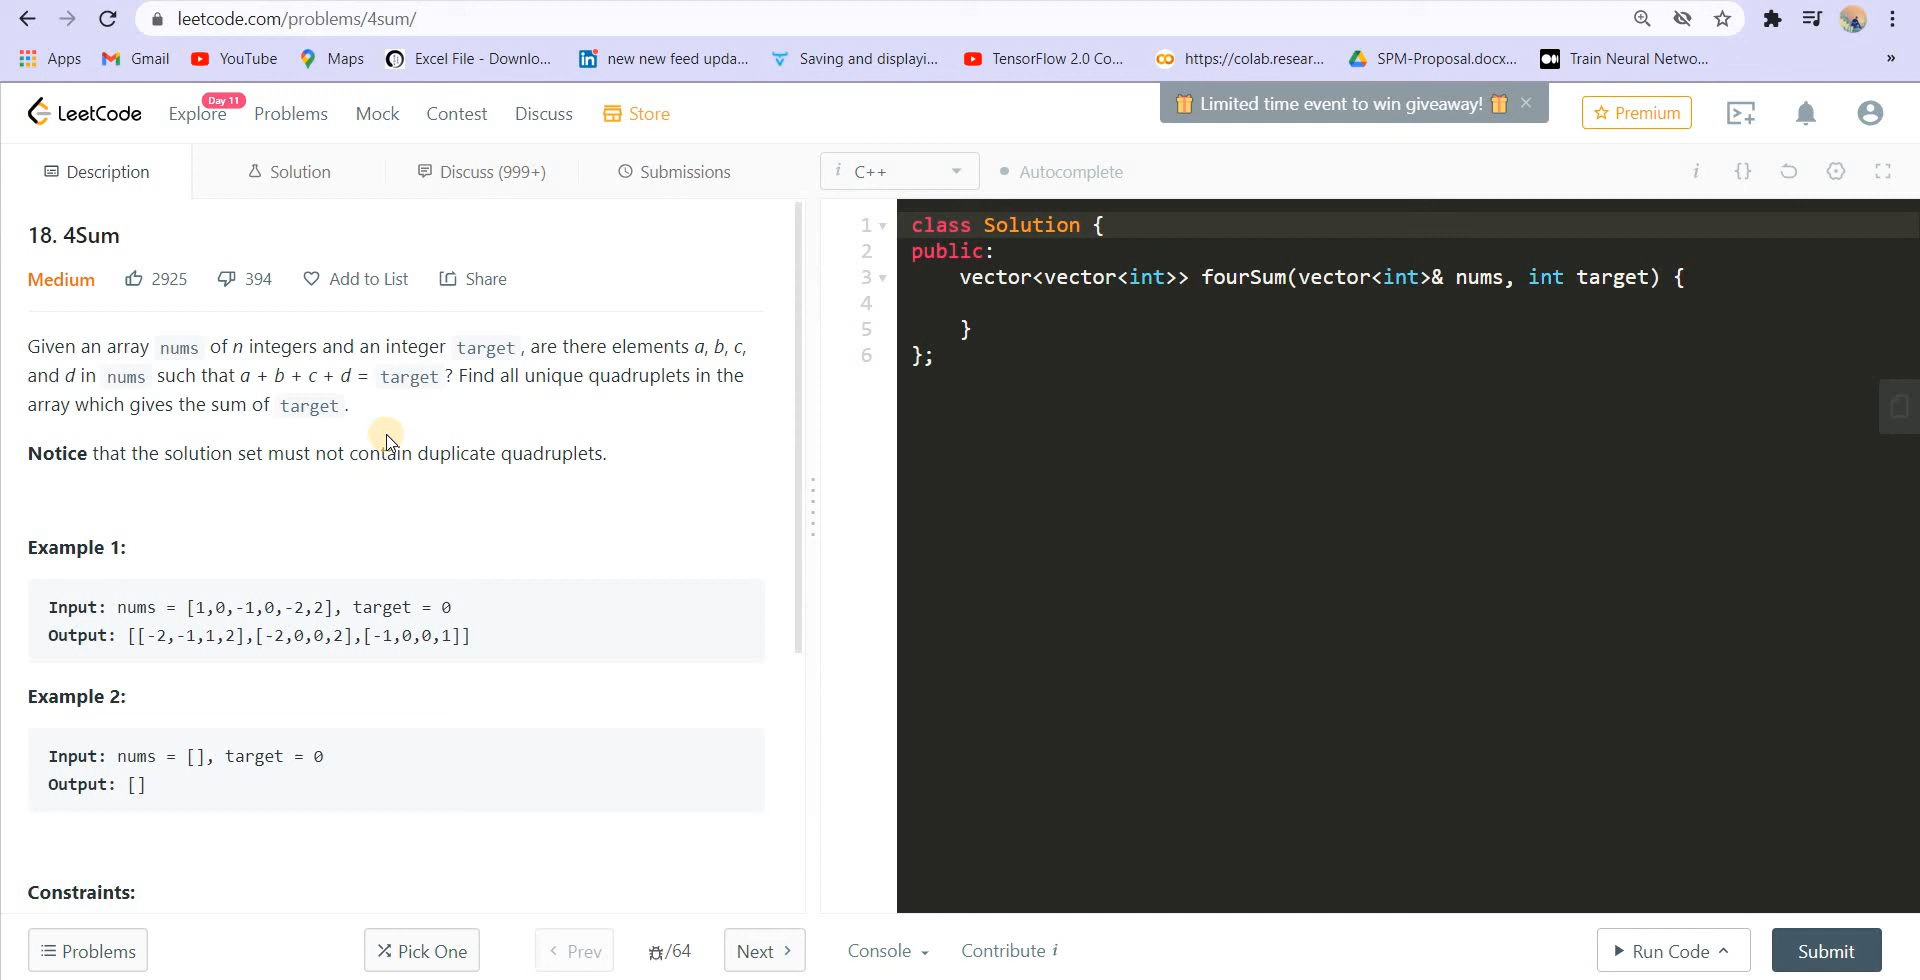 leetcode.com/problems/4sum/
Apps Gmail YouTube Maps Excel File - Downlo... new new feed upda... Saving and displayi... TensorFlow 2.0 Co... https://colab.resear... SPM-Proposal.docx... Train Neural Netwo... »
LeetCode Explore Day 11 Problems Mock Contest Discuss Store Limited time event to win giveaway! × Premium
Description Solution Discuss (999+) Submissions i C++ Autocomplete i {}
18. 4Sum
Medium 2925 394 Add to List Share
Given an array nums of n integers and an integer target, are there elements a, b, c,
and d in nums such that a + b + c + d = target? Find all unique quadruplets in the
array which gives the sum of target.
Notice that the solution set must not contain duplicate quadruplets.
Example 1:
Input: nums = [1,0,-1,0,-2,2], target = 0
Output: [[-2,-1,1,2],[-2,0,0,2],[-1,0,0,1]]
Example 2:
Input: nums = [], target = 0
Output: []
Constraints:
1 class Solution {
2 public:
3 vector<vector<int>> fourSum(vector<int>& nums, int target) {
4
5 }
6 };
Problems Pick One < Prev /64 Next > Console Contribute i Run Code Submit